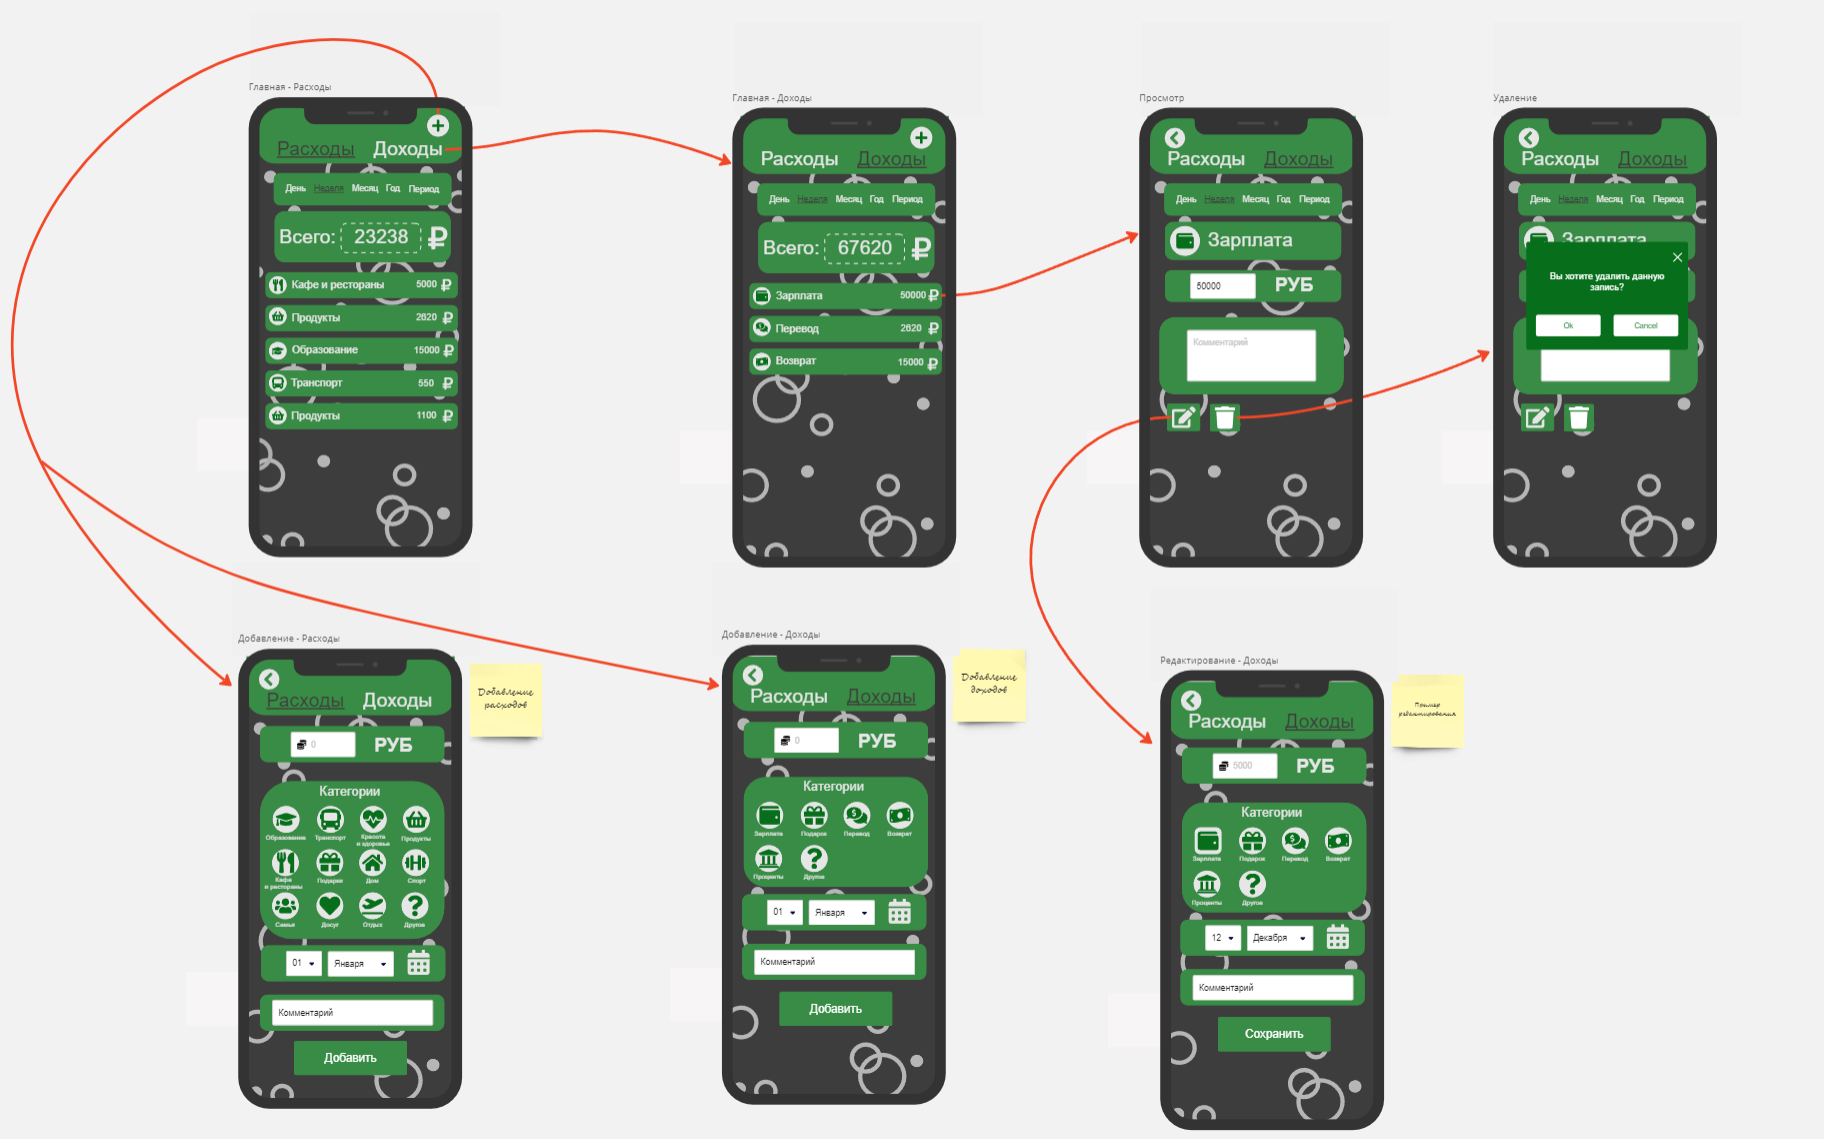 Главная - Расходы
Расходы Доходы
День Неделя Месяц Год Период
Всего: 23238 ₽
Кафе и рестораны 5000 ₽
Продукты 2620 ₽
Образование 15000 ₽
Транспорт 550 ₽
Продукты 1100 ₽
Главная - Доходы
Расходы Доходы
День Неделя Месяц Год Период
Всего: 67620 ₽
Зарплата 50000 ₽
Перевод 2620 ₽
Возврат 15000 ₽
Просмотр
Расходы Доходы
День Неделя Месяц Год Период
Зарплата
50000 РУБ
Комментарий
Удаление
Расходы Доходы
День Неделя Месяц Год Период
Зарплата
Вы хотите удалить данную
запись?
Ok Cancel
Добавление - Расходы
Расходы Доходы
0 РУБ
Категории
Образование Транспорт Красота
и здоровье Продукты
Кафе
и рестораны Подарки Дом Спорт
Семья Досуг Отдых Другое
01 Января
Комментарий
Добавить
Добавление
расходов
Добавление - Доходы
Расходы Доходы
0 РУБ
Категории
Зарплата Подарок Перевод Возврат
Проценты Другое
01 Января
Комментарий
Добавить
Добавление
доходов
Редактирование - Доходы
Расходы Доходы
5000 РУБ
Категории
Зарплата Подарок Перевод Возврат
Проценты Другое
12 Декабря
Комментарий
Сохранить
Пример
редактирования